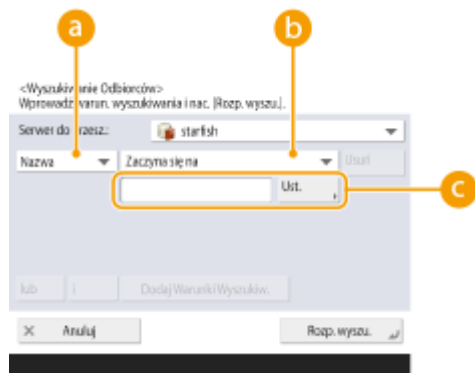 a b
<Wyszukiwanie Odbiorców>
Wprowadź warun. wyszukiwania i nac. [Rozp. wyszu.].
Serwer do przesz.: starfish
Nazwa Zaczyna się na Usuń
Ust.
c
lub i Dodaj Warunki Wyszukiw.
Anuluj Rozp. wyszu.